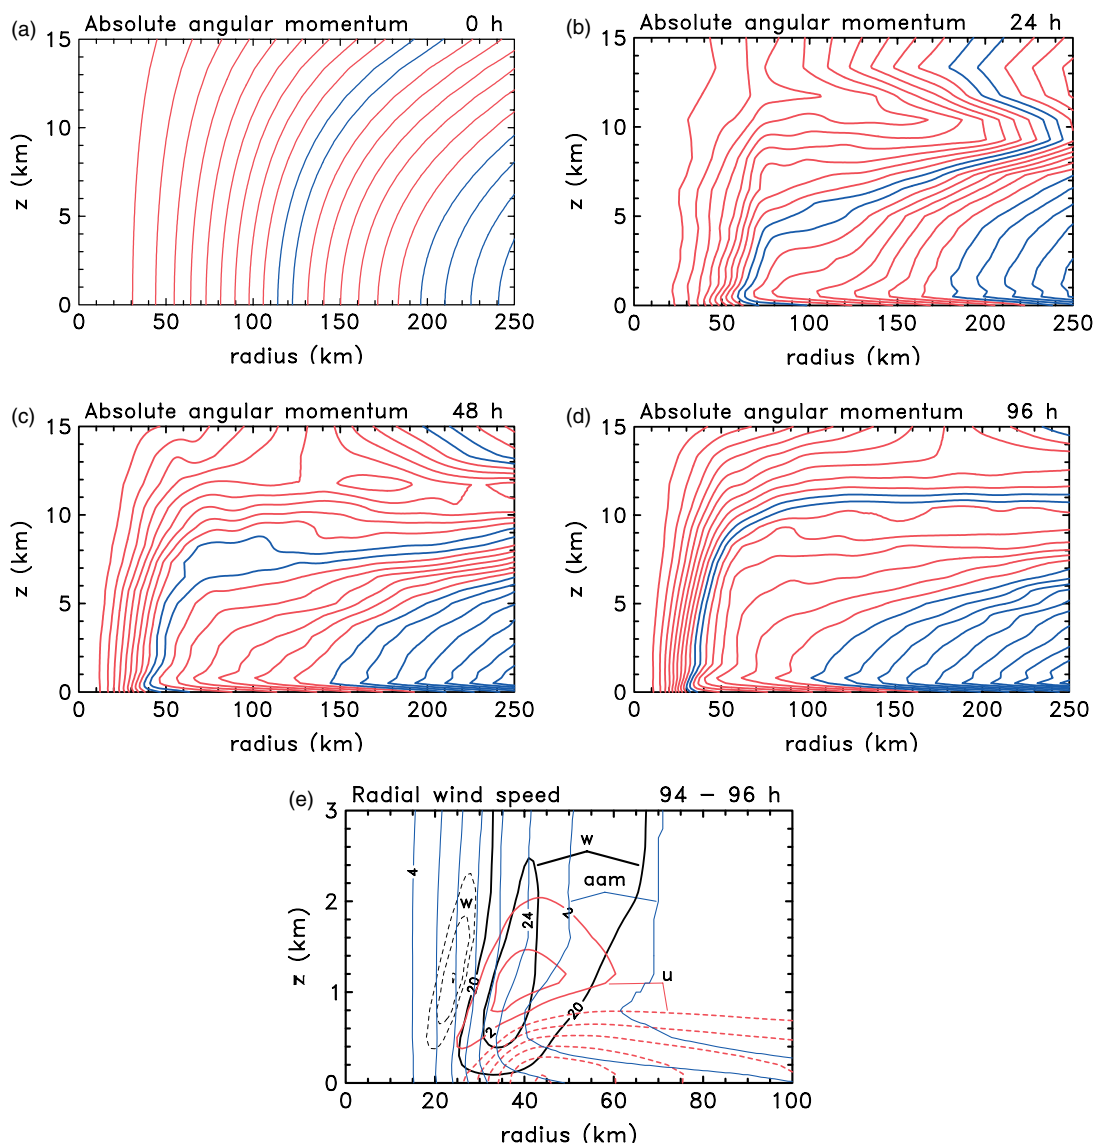 (a) Absolute angular momentum 0 h
15
10
5
0
z (km)
0 50 100 150 200 250
radius (km)
(b) Absolute angular momentum 24 h
15
10
5
0
z (km)
0 50 100 150 200 250
radius (km)
(c) Absolute angular momentum 48 h
15
10
5
0
z (km)
0 50 100 150 200 250
radius (km)
(d) Absolute angular momentum 96 h
15
10
5
0
z (km)
0 50 100 150 200 250
radius (km)
(e) Radial wind speed 94 – 96 h
3
2
1
0
z (km)
w
aam
4
w
24
2
u
20
20
2
0 20 40 60 80 100
radius (km)